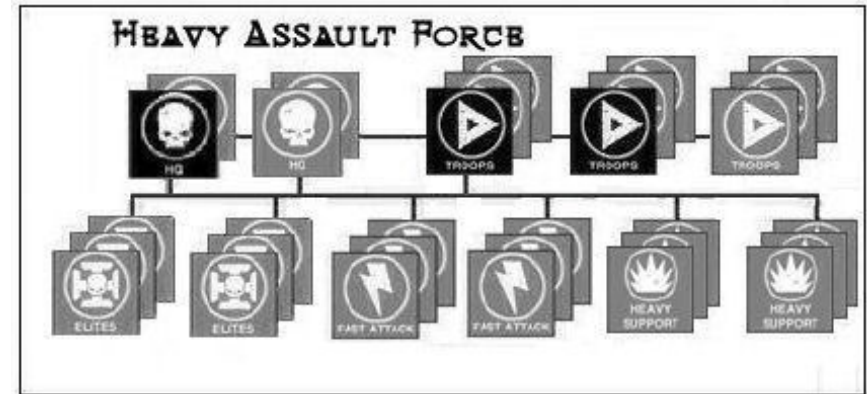 HEAVY ASSAULT FORCE
HQ
HQ
TROOPS
TROOPS
TROOPS
ELITES
ELITES
FAST ATTACK
FAST ATTACK
HEAVY
SUPPORT
HEAVY
SUPPORT